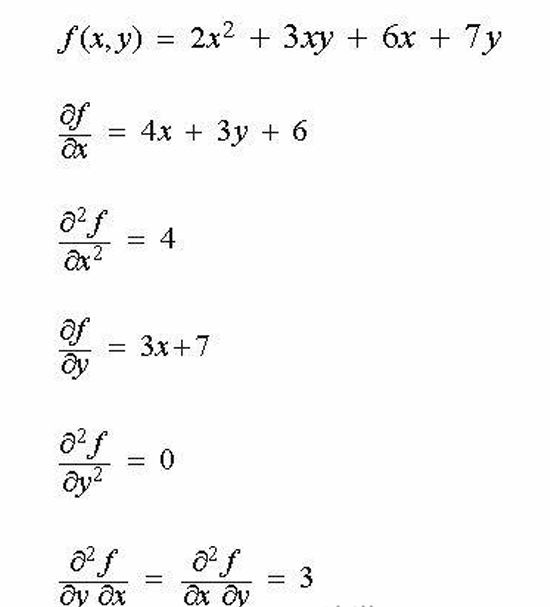 f(x,y) = 2x² + 3xy + 6x + 7y
∂f/∂x = 4x + 3y + 6
∂²f/∂x² = 4
∂f/∂y = 3x+7
∂²f/∂y² = 0
∂²f/∂y ∂x = ∂²f/∂x ∂y = 3